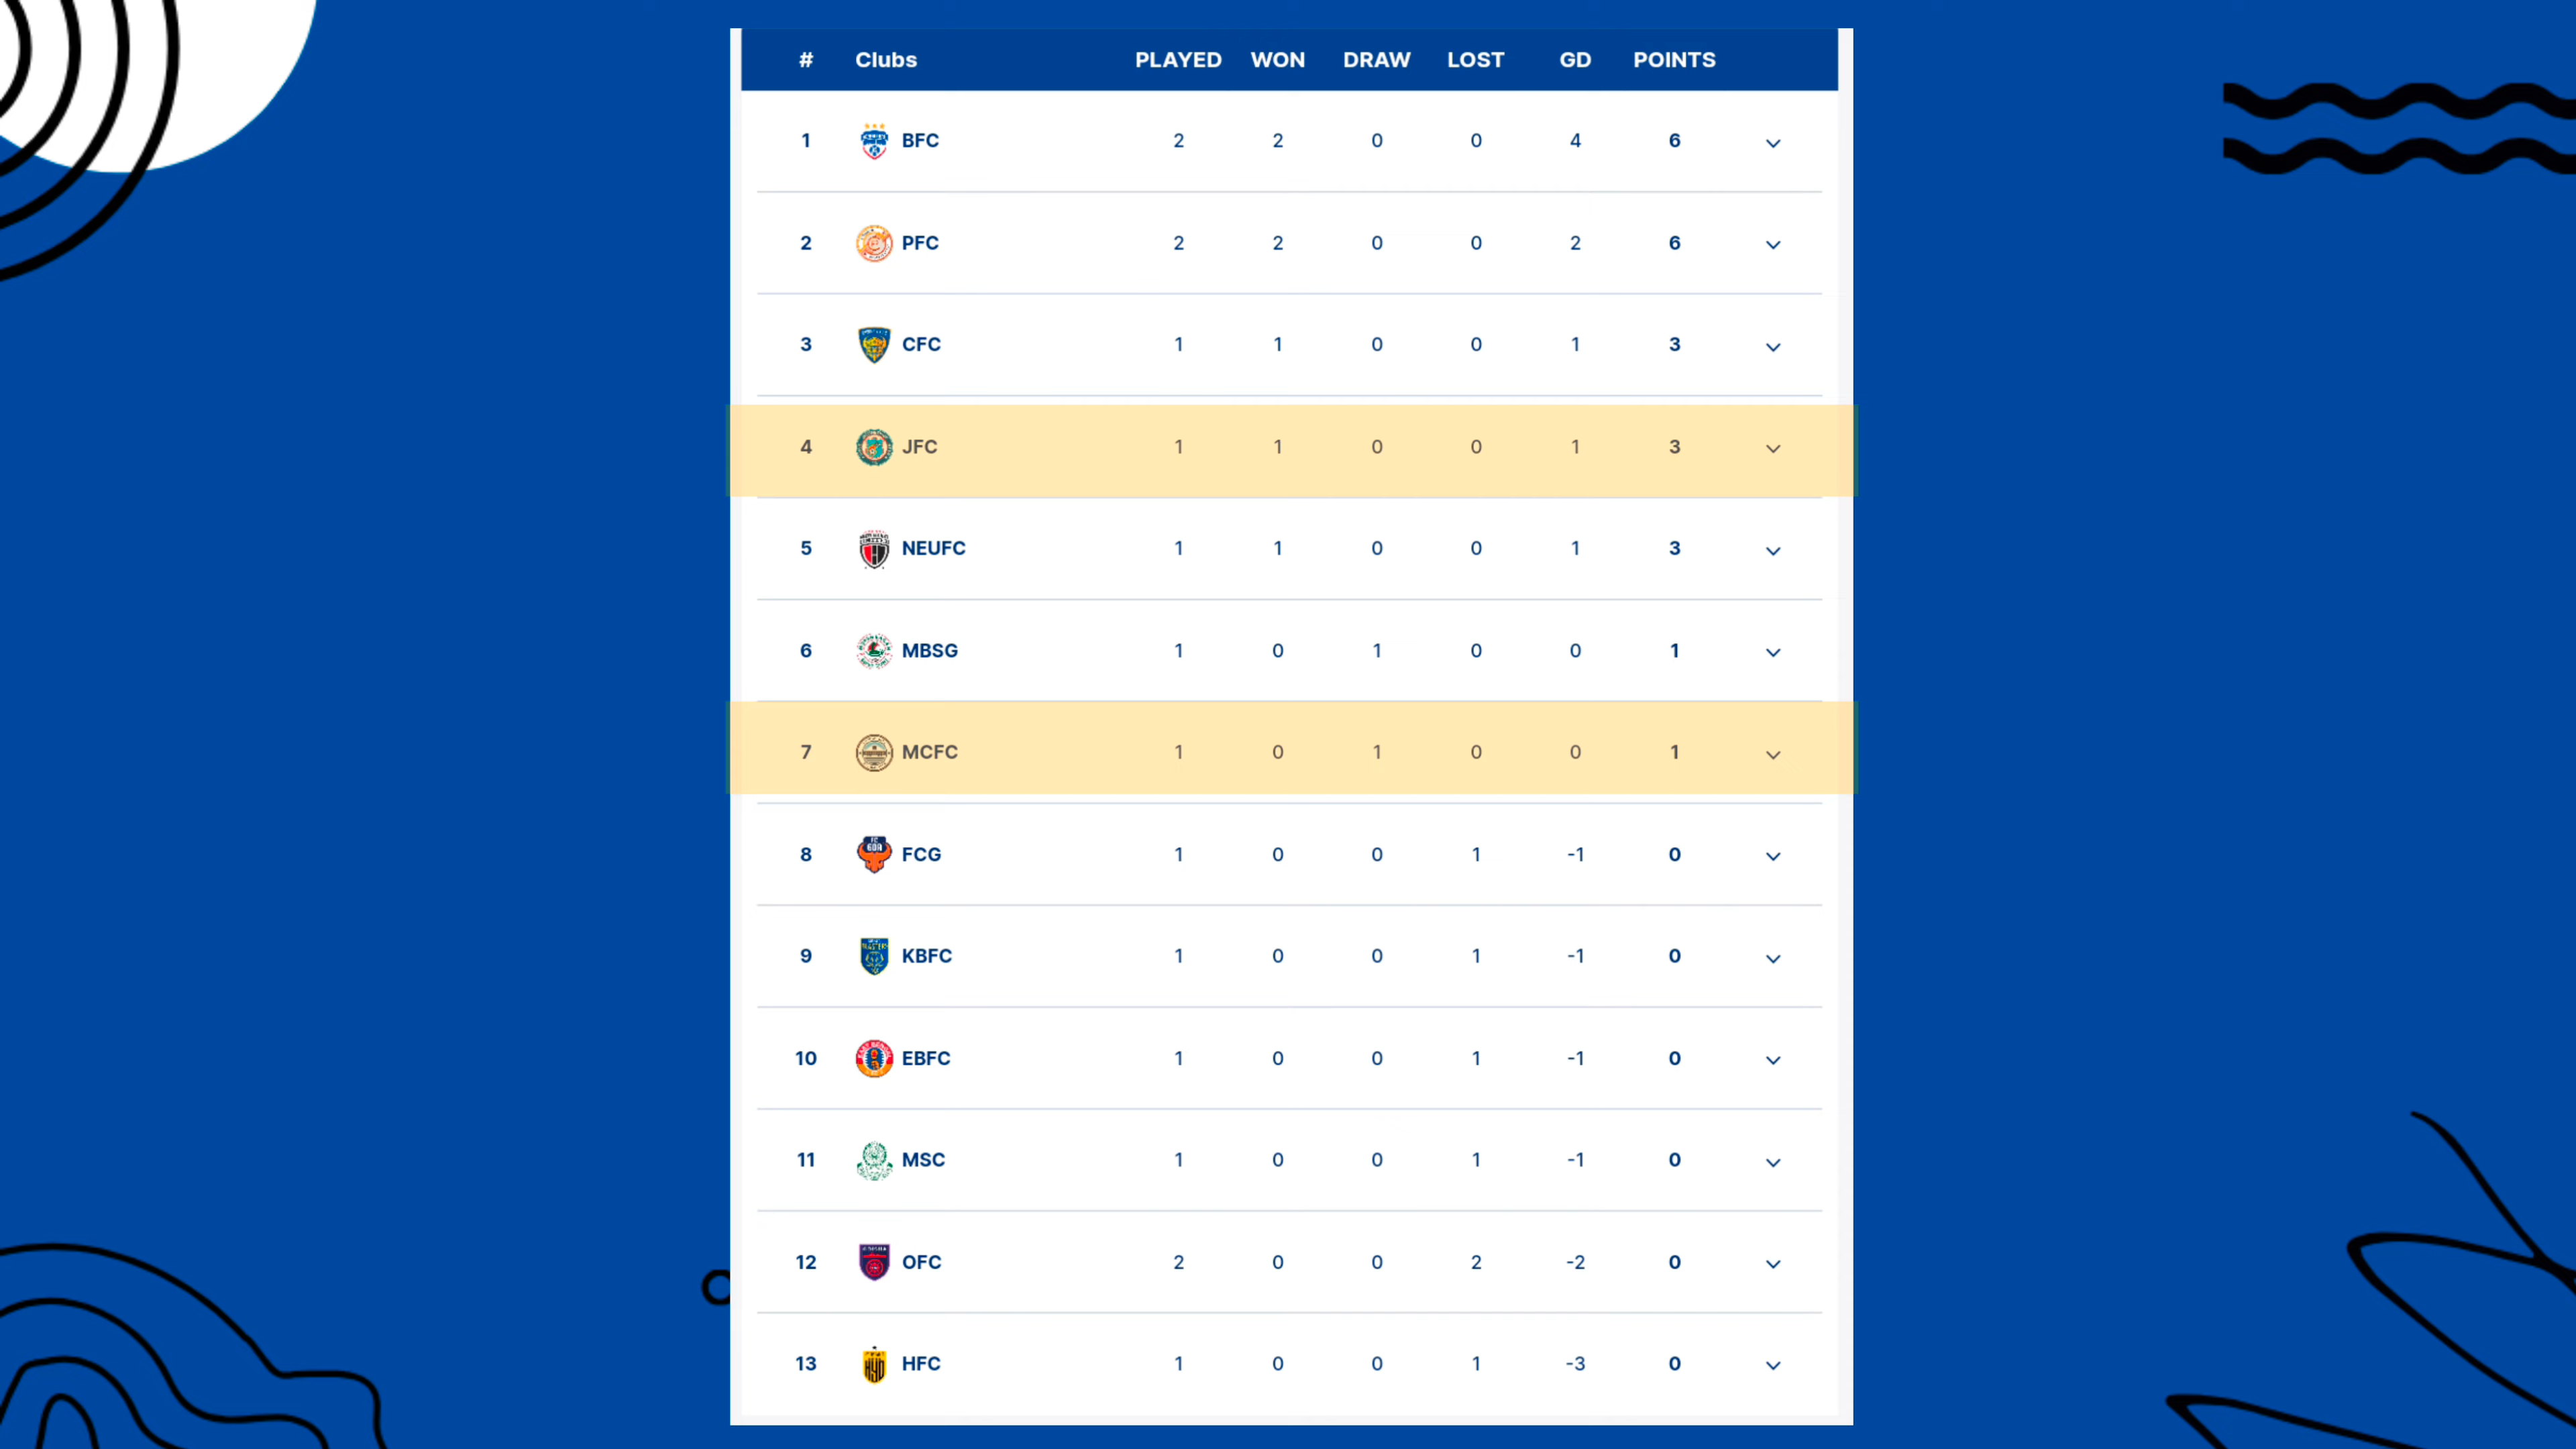 # Clubs PLAYED WON DRAW LOST GD POINTS
1 BFC 2 2 0 0 4 6
2 PFC 2 2 0 0 2 6
3 CFC 1 1 0 0 1 3
4 JFC 1 1 0 0 1 3
5 NEUFC 1 1 0 0 1 3
6 MBSG 1 0 1 0 0 1
7 MCFC 1 0 1 0 0 1
8 FC GOA FCG 1 0 0 1 -1 0
9 KBFC 1 0 0 1 -1 0
10 EBFC 1 0 0 1 -1 0
11 MSC 1 0 0 1 -1 0
12 OFC 2 0 0 2 -2 0
13 HYD HFC 1 0 0 1 -3 0